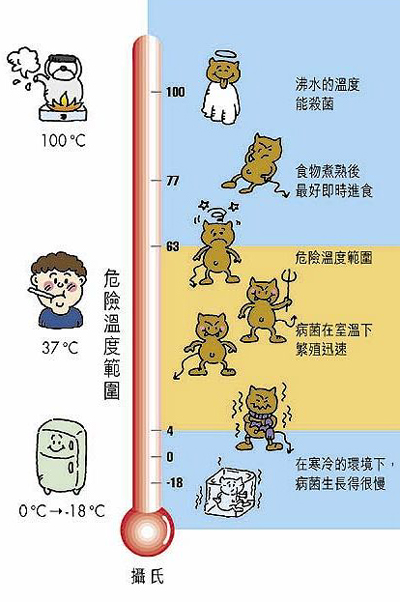 100
沸水的溫度
能殺菌
100 °C
77
食物煮熟後
最好即時進食
63
危險溫度範圍
37 °C
危險溫度範圍
病菌在室溫下
繁殖迅速
4
0
-18
在寒冷的環境下，
病菌生長得很慢
0 °C → -18 °C
攝氏